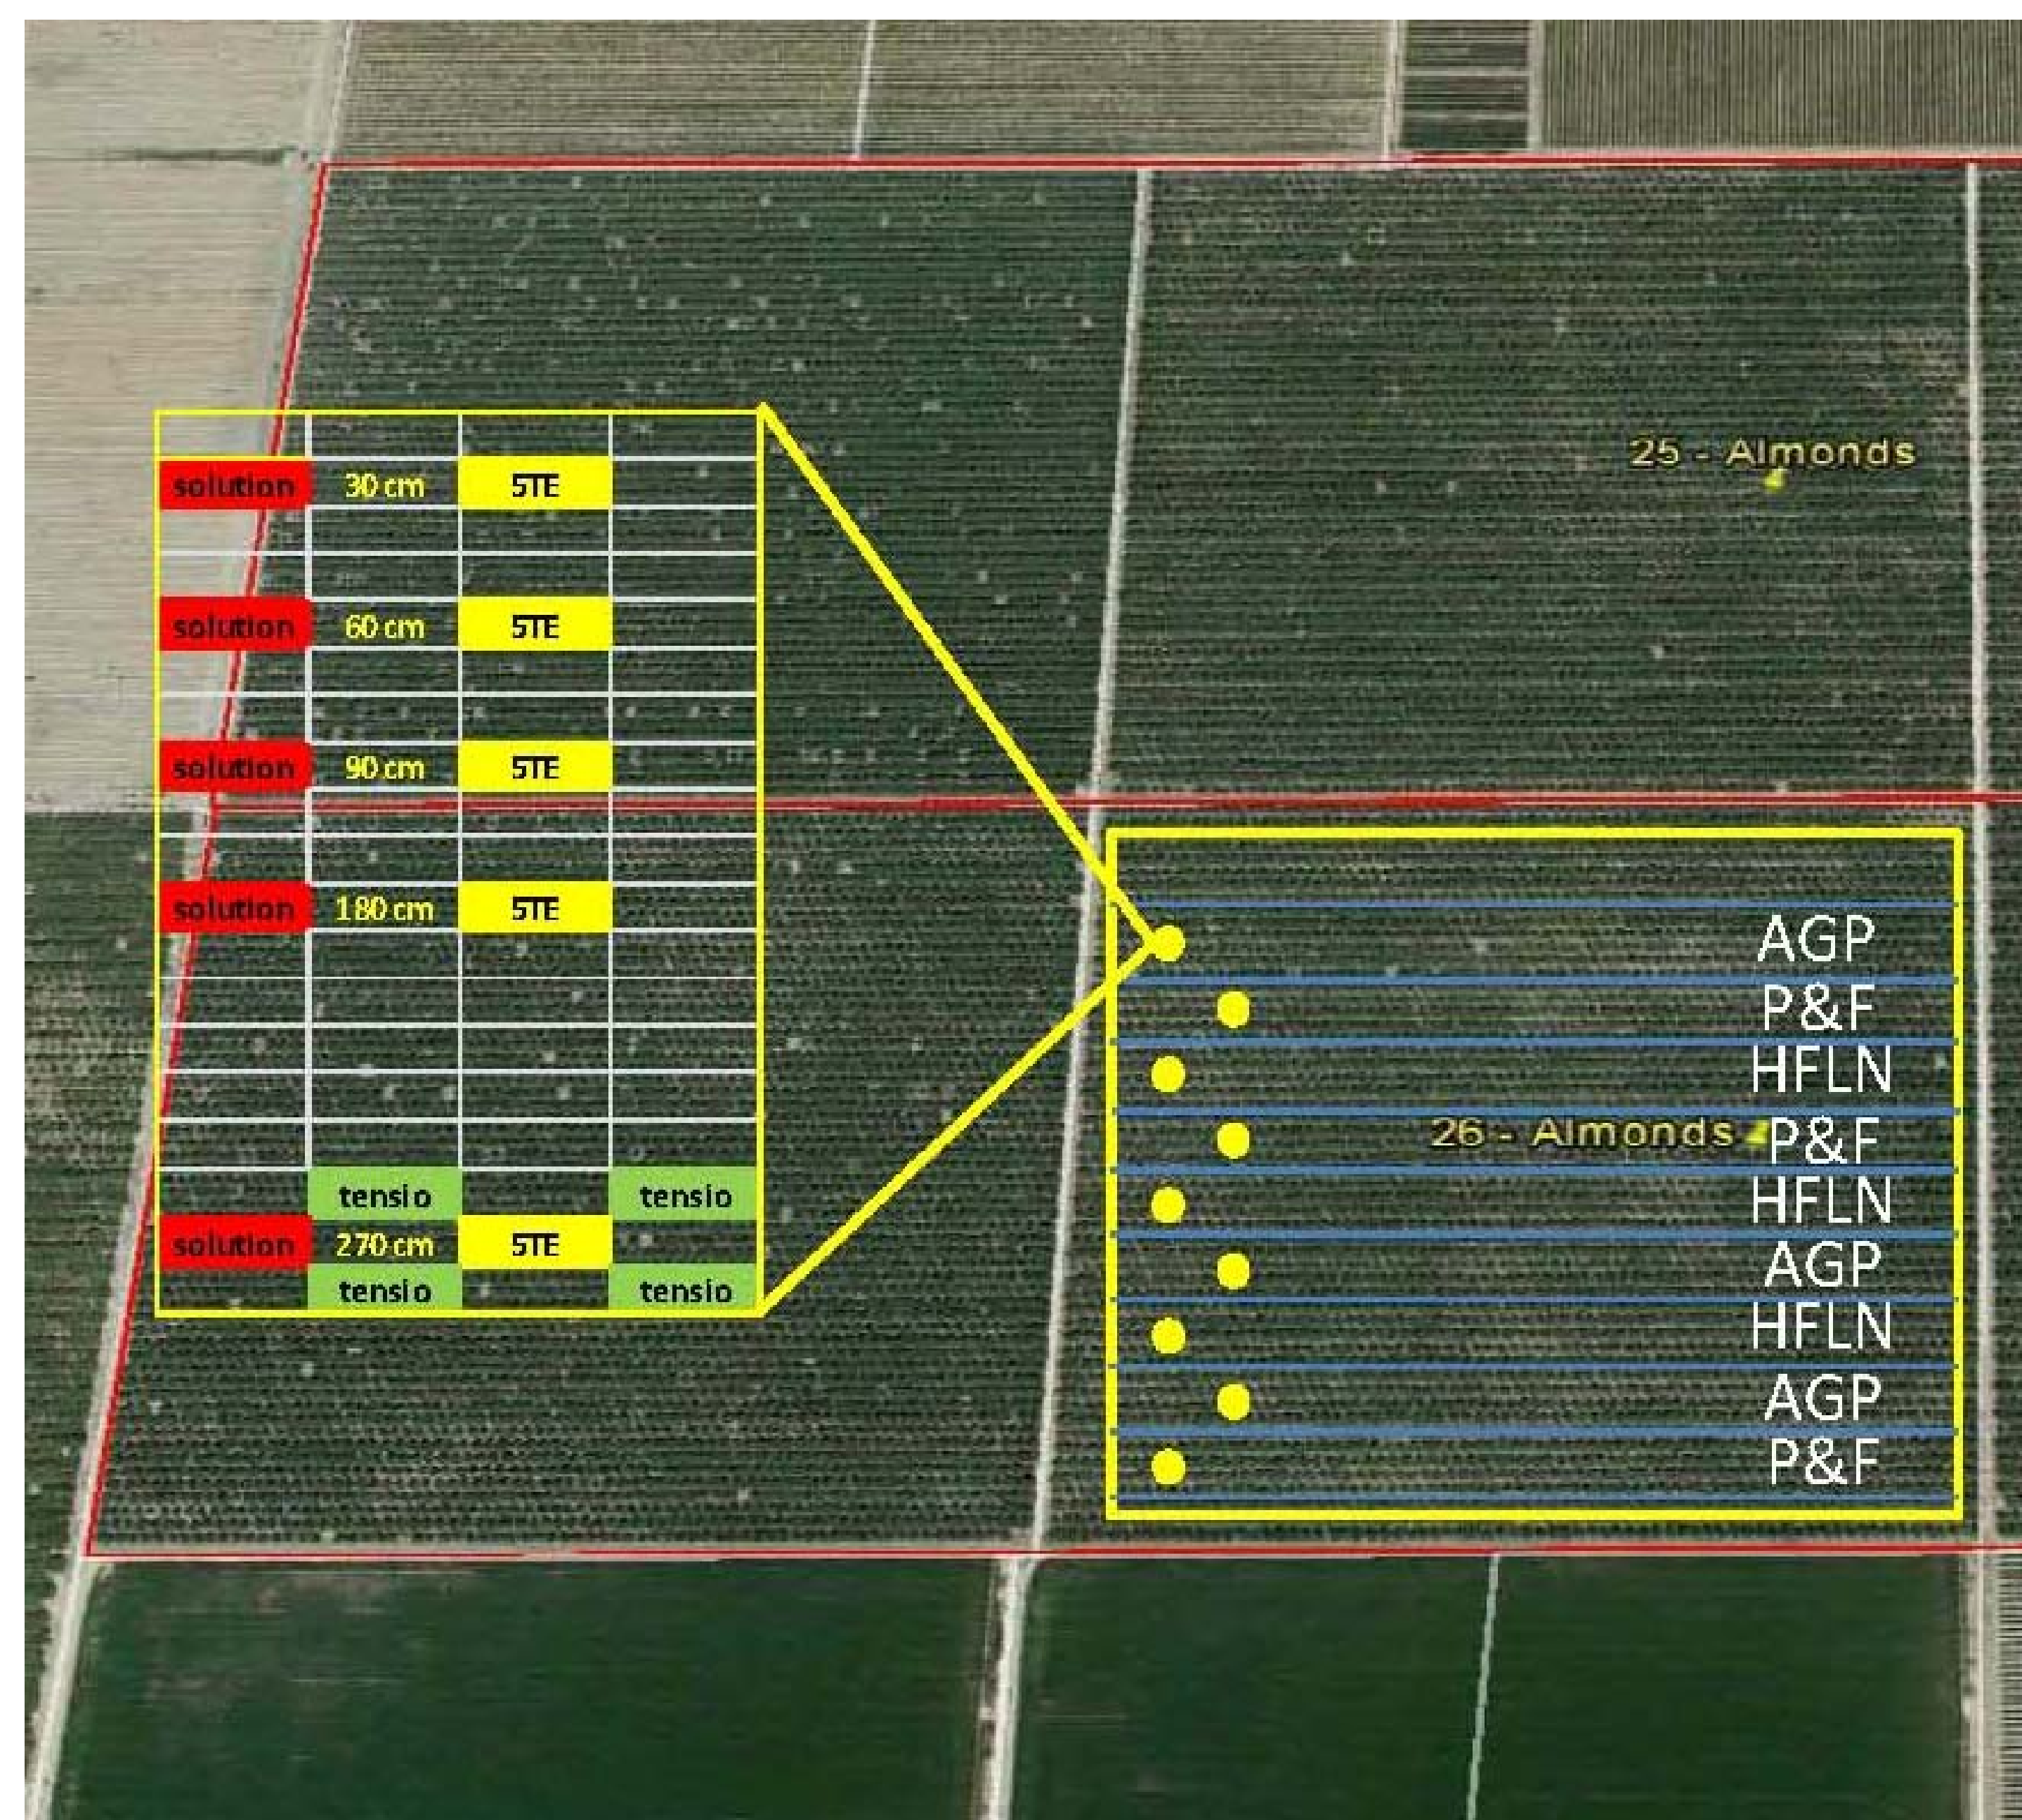 25 - Almonds
solution 30 cm 5TE
solution 60 cm 5TE
solution 90 cm 5TE
solution 180 cm 5TE
tensio tensio
solution 270 cm 5TE
tensio tensio
AGP
P&F
HFLN
26 - Almonds P&F
HFLN
AGP
HFLN
AGP
P&F